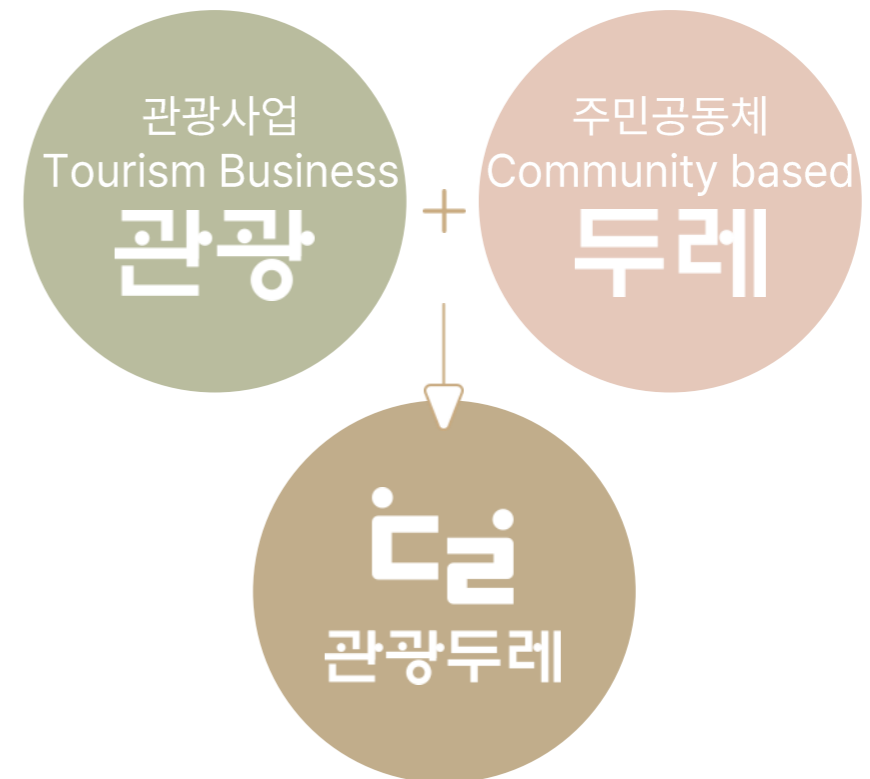 관광사업
Tourism Business
관광
+
주민공동체
Community based
두레
ㄷㄹ
관광두레